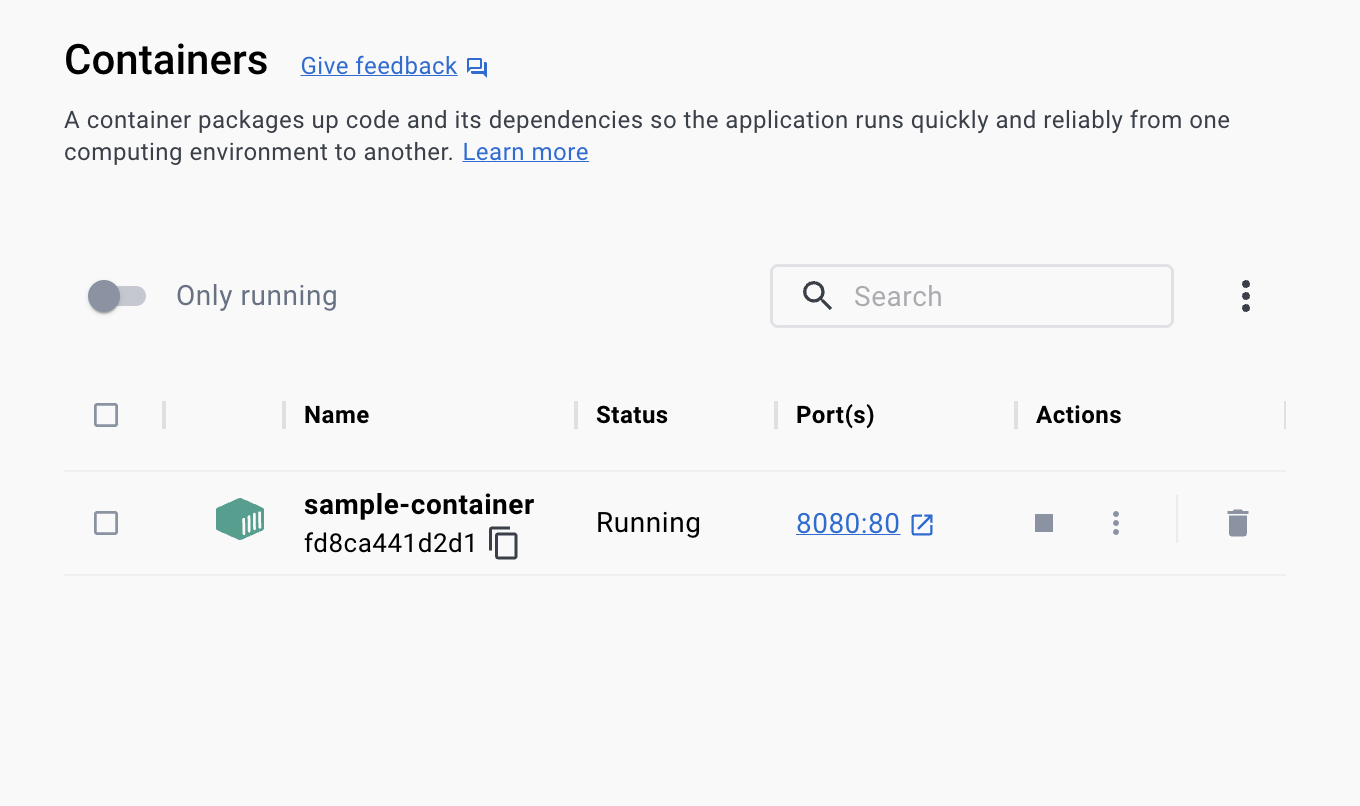 Containers Give feedback
A container packages up code and its dependencies so the application runs quickly and reliably from one
computing environment to another. Learn more
Only running Search
Name Status Port(s) Actions
sample-container
fd8ca441d2d1 Running 8080:80